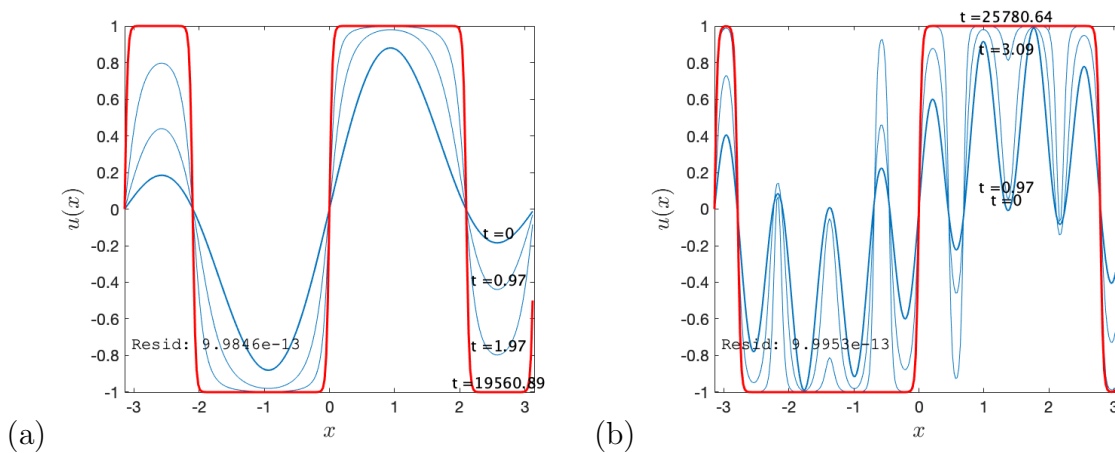 1
0.8
0.6
0.4
0.2
0
-0.2
-0.4
-0.6
-0.8
-1
u(x)
t =0
t =0.97
t =1.97
t =19560.89
Resid: 9.9846e-13
-3 -2 -1 0 1 2 3
x
(a)
1
0.8
0.6
0.4
0.2
0
-0.2
-0.4
-0.6
-0.8
-1
u(x)
t =25780.64
t =3.09
t =0.97
t =0
Resid: 9.9953e-13
-3 -2 -1 0 1 2 3
x
(b)